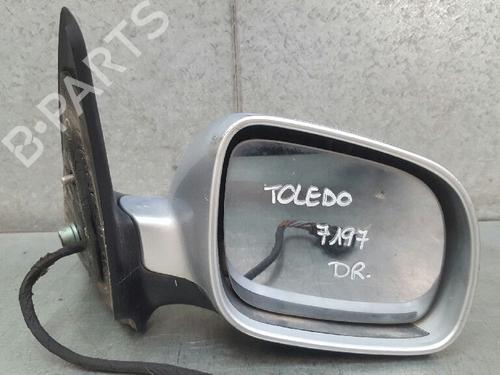 B-PARTS
TOLEDO
7197
DR.